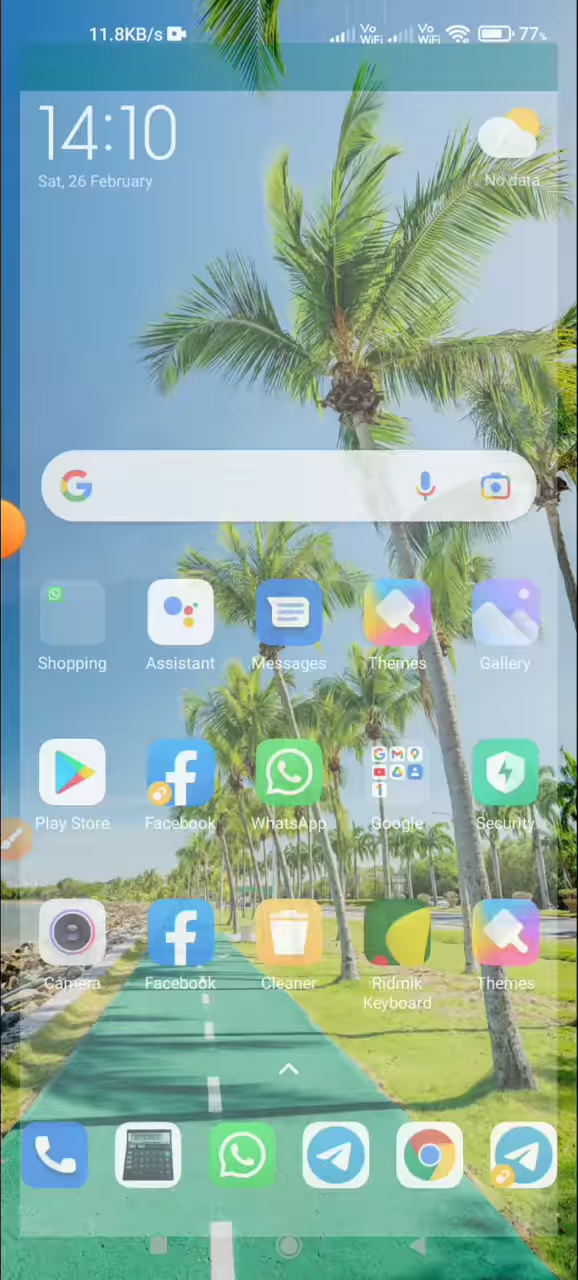 11.8KB/s Vo WiFi Vo WiFi 77%
14:10
Sat, 26 February
No data
Shopping Assistant Messages Themes Gallery
Play Store Facebook WhatsApp Google Security
Camera Facebook Cleaner Ridmik Keyboard Themes